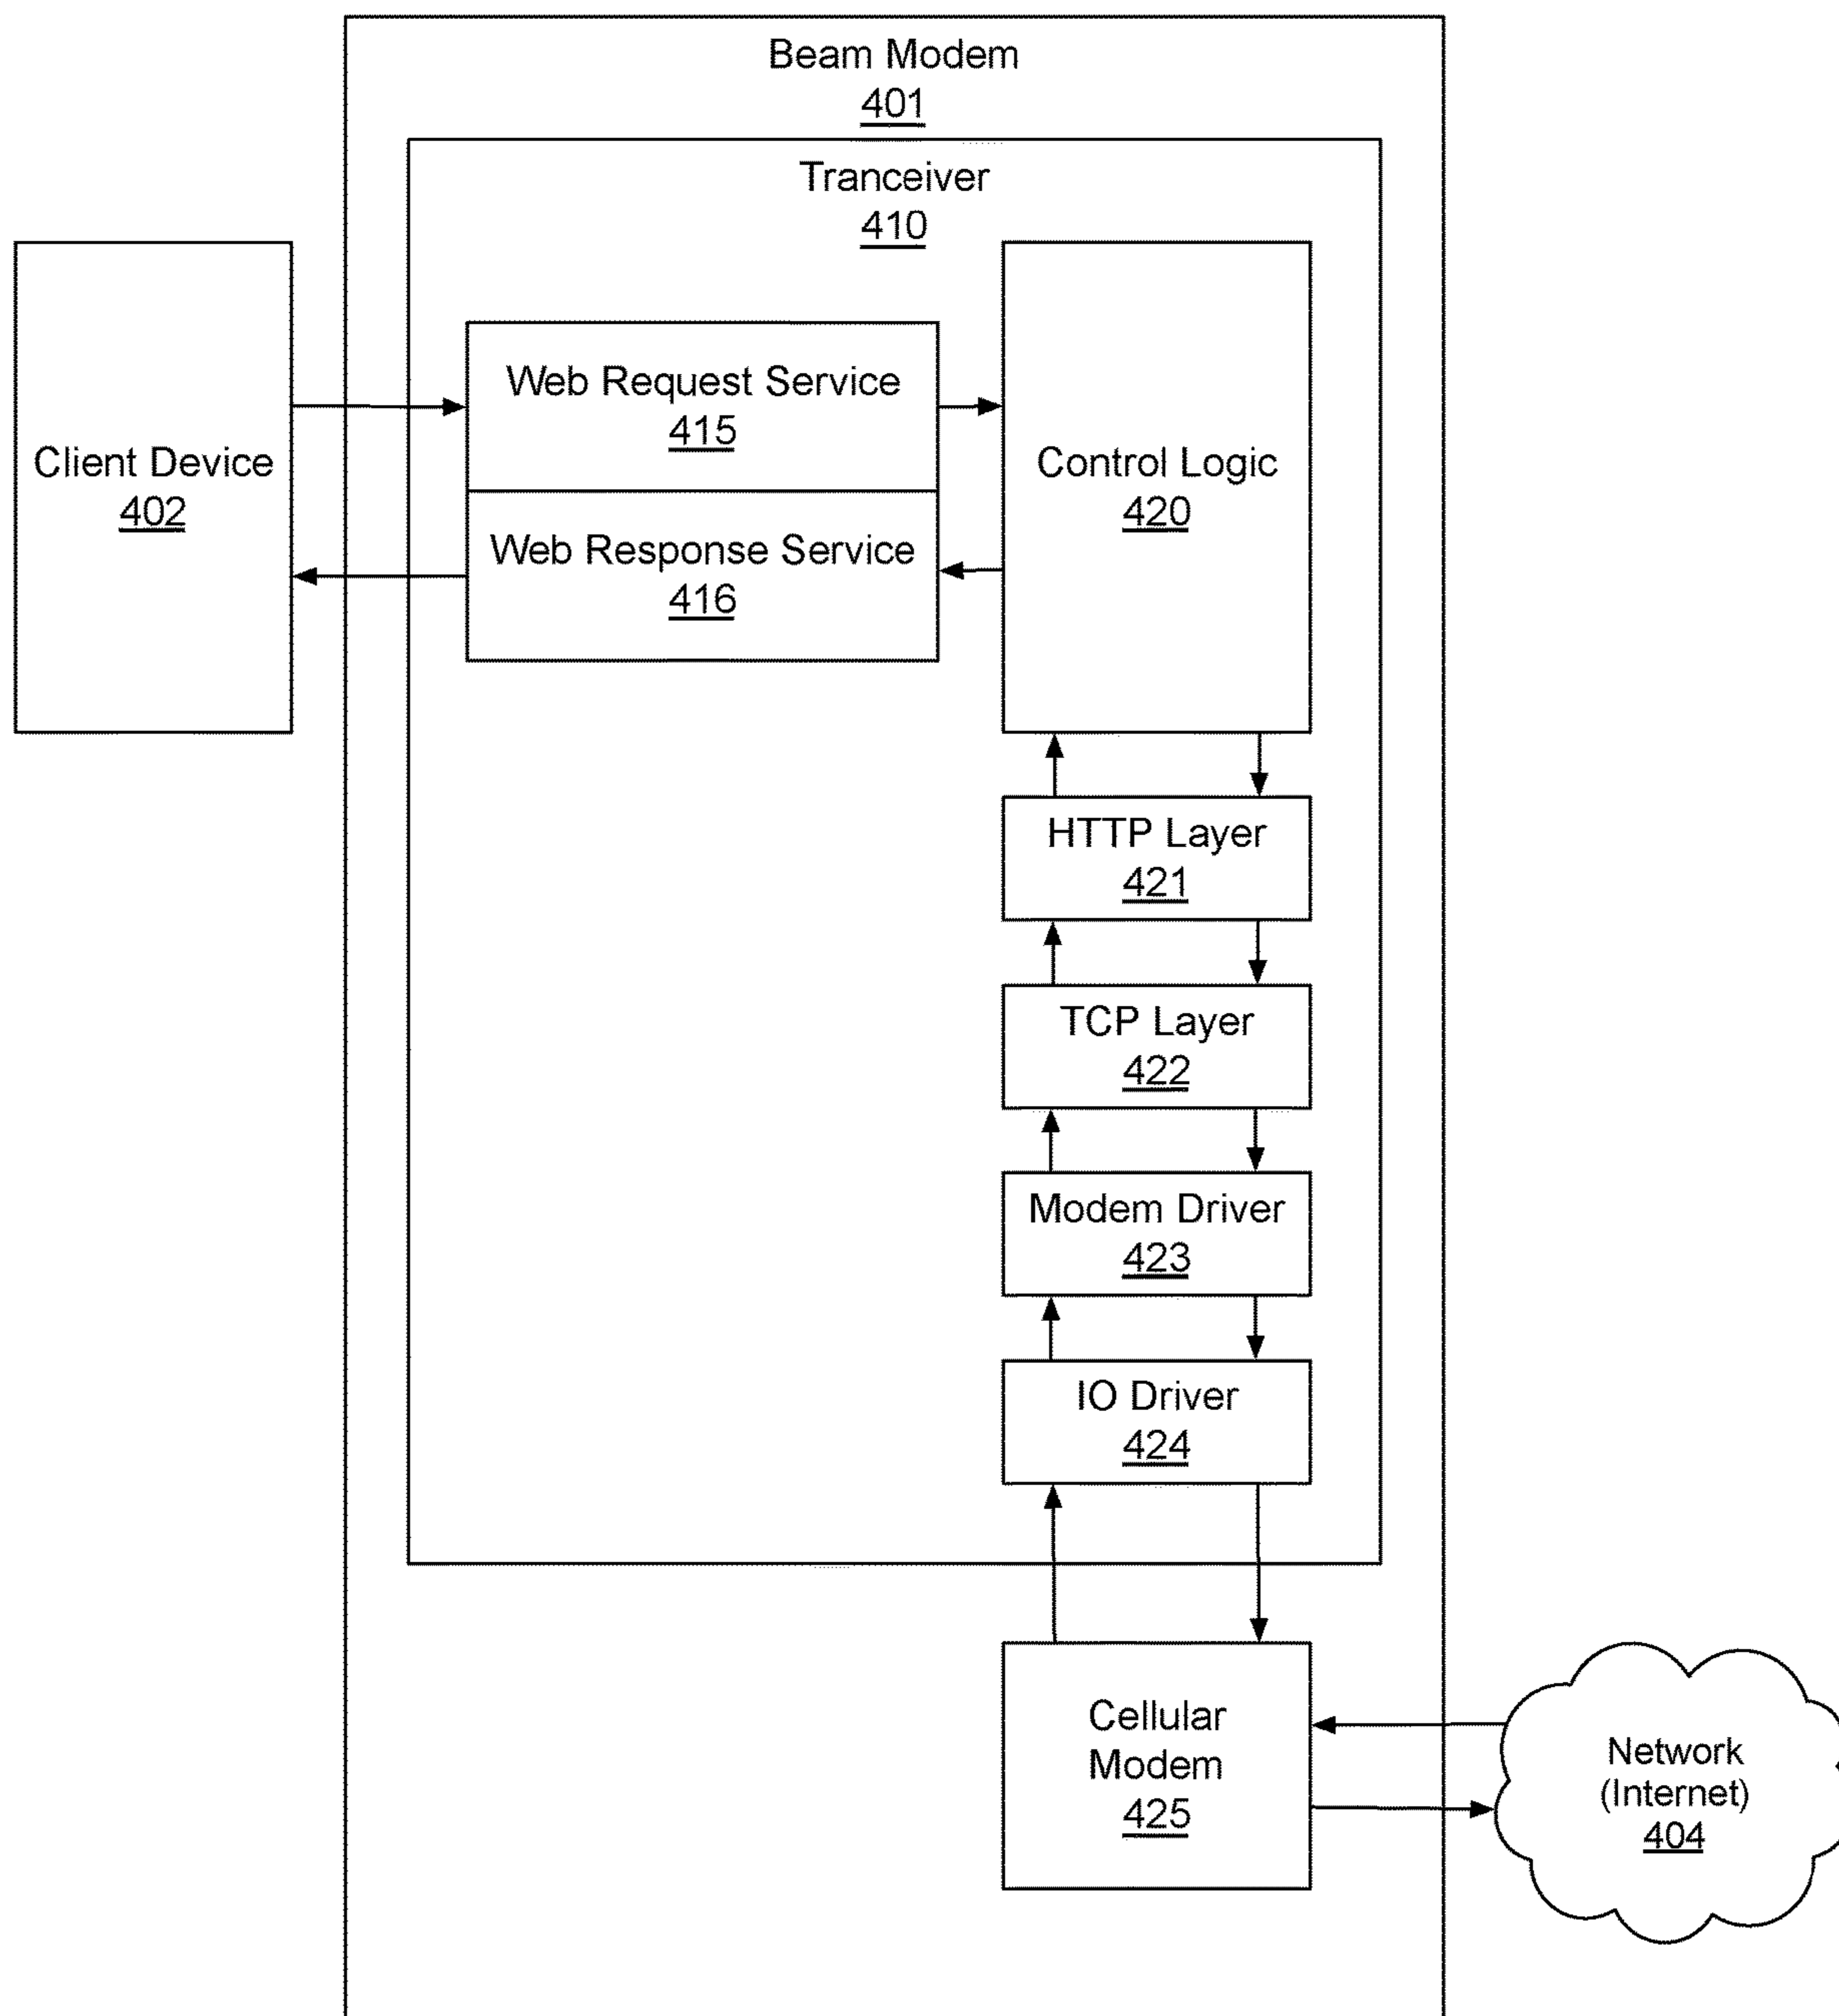 Beam Modem
401
Tranceiver
410
Client Device
402
Web Request Service
415
Web Response Service
416
Control Logic
420
HTTP Layer
421
TCP Layer
422
Modem Driver
423
IO Driver
424
Cellular
Modem
425
Network
(Internet)
404